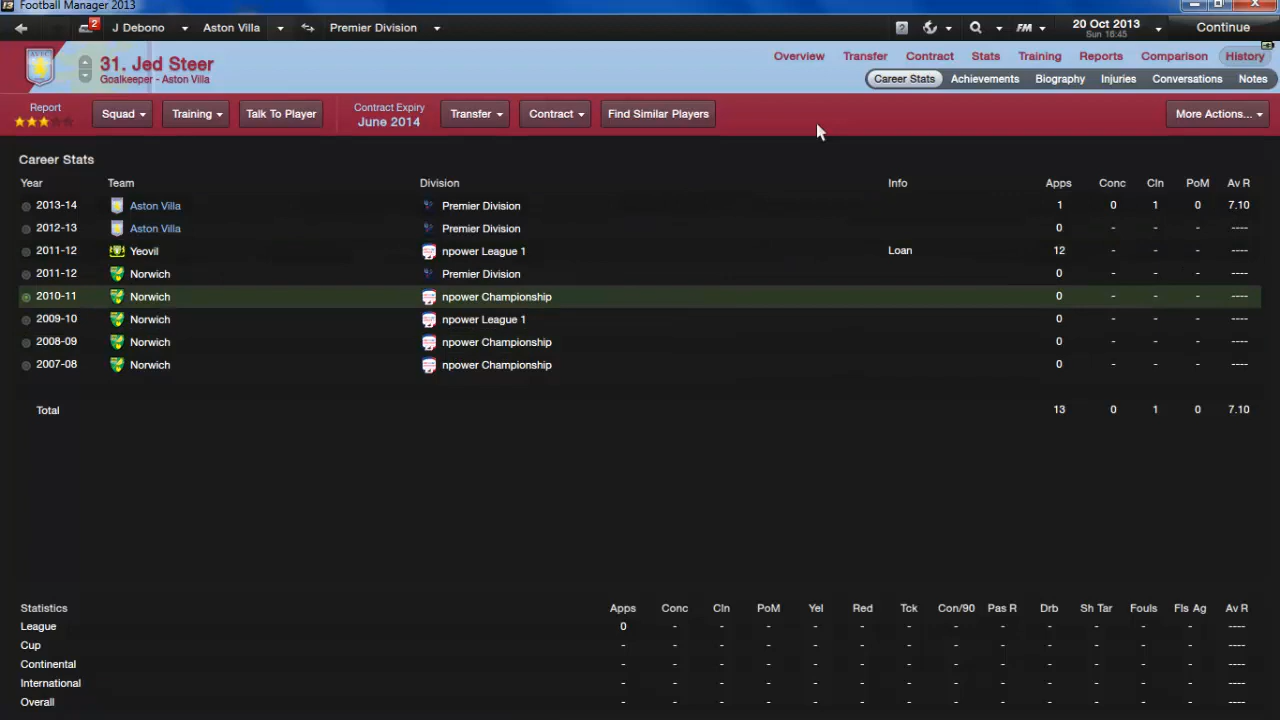 Football Manager 2013
2 J Debono Aston Villa Premier Division ? FM 20 Oct 2013 Sun 16:45 Continue
31. Jed Steer
Goalkeeper - Aston Villa
Overview Transfer Contract Stats Training Reports Comparison History
Career Stats Achievements Biography Injuries Conversations Notes
Report Squad Training Talk To Player Contract Expiry June 2014 Transfer Contract Find Similar Players More Actions...
Career Stats
Year Team Division Info Apps Conc Cln PoM Av R
2013-14 Aston Villa Premier Division 1 0 1 0 7.10
2012-13 Aston Villa Premier Division 0 - - - ----
2011-12 Yeovil npower League 1 Loan 12 - - - ----
2011-12 Norwich Premier Division 0 - - - ----
2010-11 Norwich npower Championship 0 - - - ----
2009-10 Norwich npower League 1 0 - - - ----
2008-09 Norwich npower Championship 0 - - - ----
2007-08 Norwich npower Championship 0 - - - ----
Total 13 0 1 0 7.10
Statistics Apps Conc Cln PoM Yel Red Tck Con/90 Pas R Drb Sh Tar Fouls Fls Ag Av R
League 0 - - - - - - - - - - - - ----
Cup - - - - - - - - - - - - - ----
Continental - - - - - - - - - - - - - ----
International - - - - - - - - - - - - - ----
Overall - - - - - - - - - - - - - ----